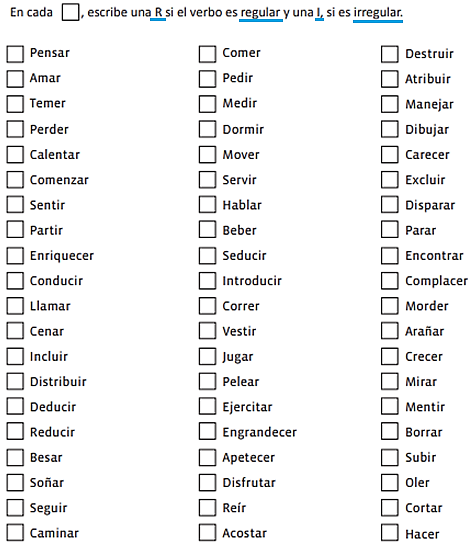 En cada , escribe una R si el verbo es regular y una I, si es irregular.
Pensar
Amar
Temer
Perder
Calentar
Comenzar
Sentir
Partir
Enriquecer
Conducir
Llamar
Cenar
Incluir
Distribuir
Deducir
Reducir
Besar
Soñar
Seguir
Caminar
Comer
Pedir
Medir
Dormir
Mover
Servir
Hablar
Beber
Seducir
Introducir
Correr
Vestir
Jugar
Pelear
Ejercitar
Engrandecer
Apetecer
Disfrutar
Reír
Acostar
Destruir
Atribuir
Manejar
Dibujar
Carecer
Excluir
Disparar
Parar
Encontrar
Complacer
Morder
Arañar
Crecer
Mirar
Mentir
Borrar
Subir
Oler
Cortar
Hacer